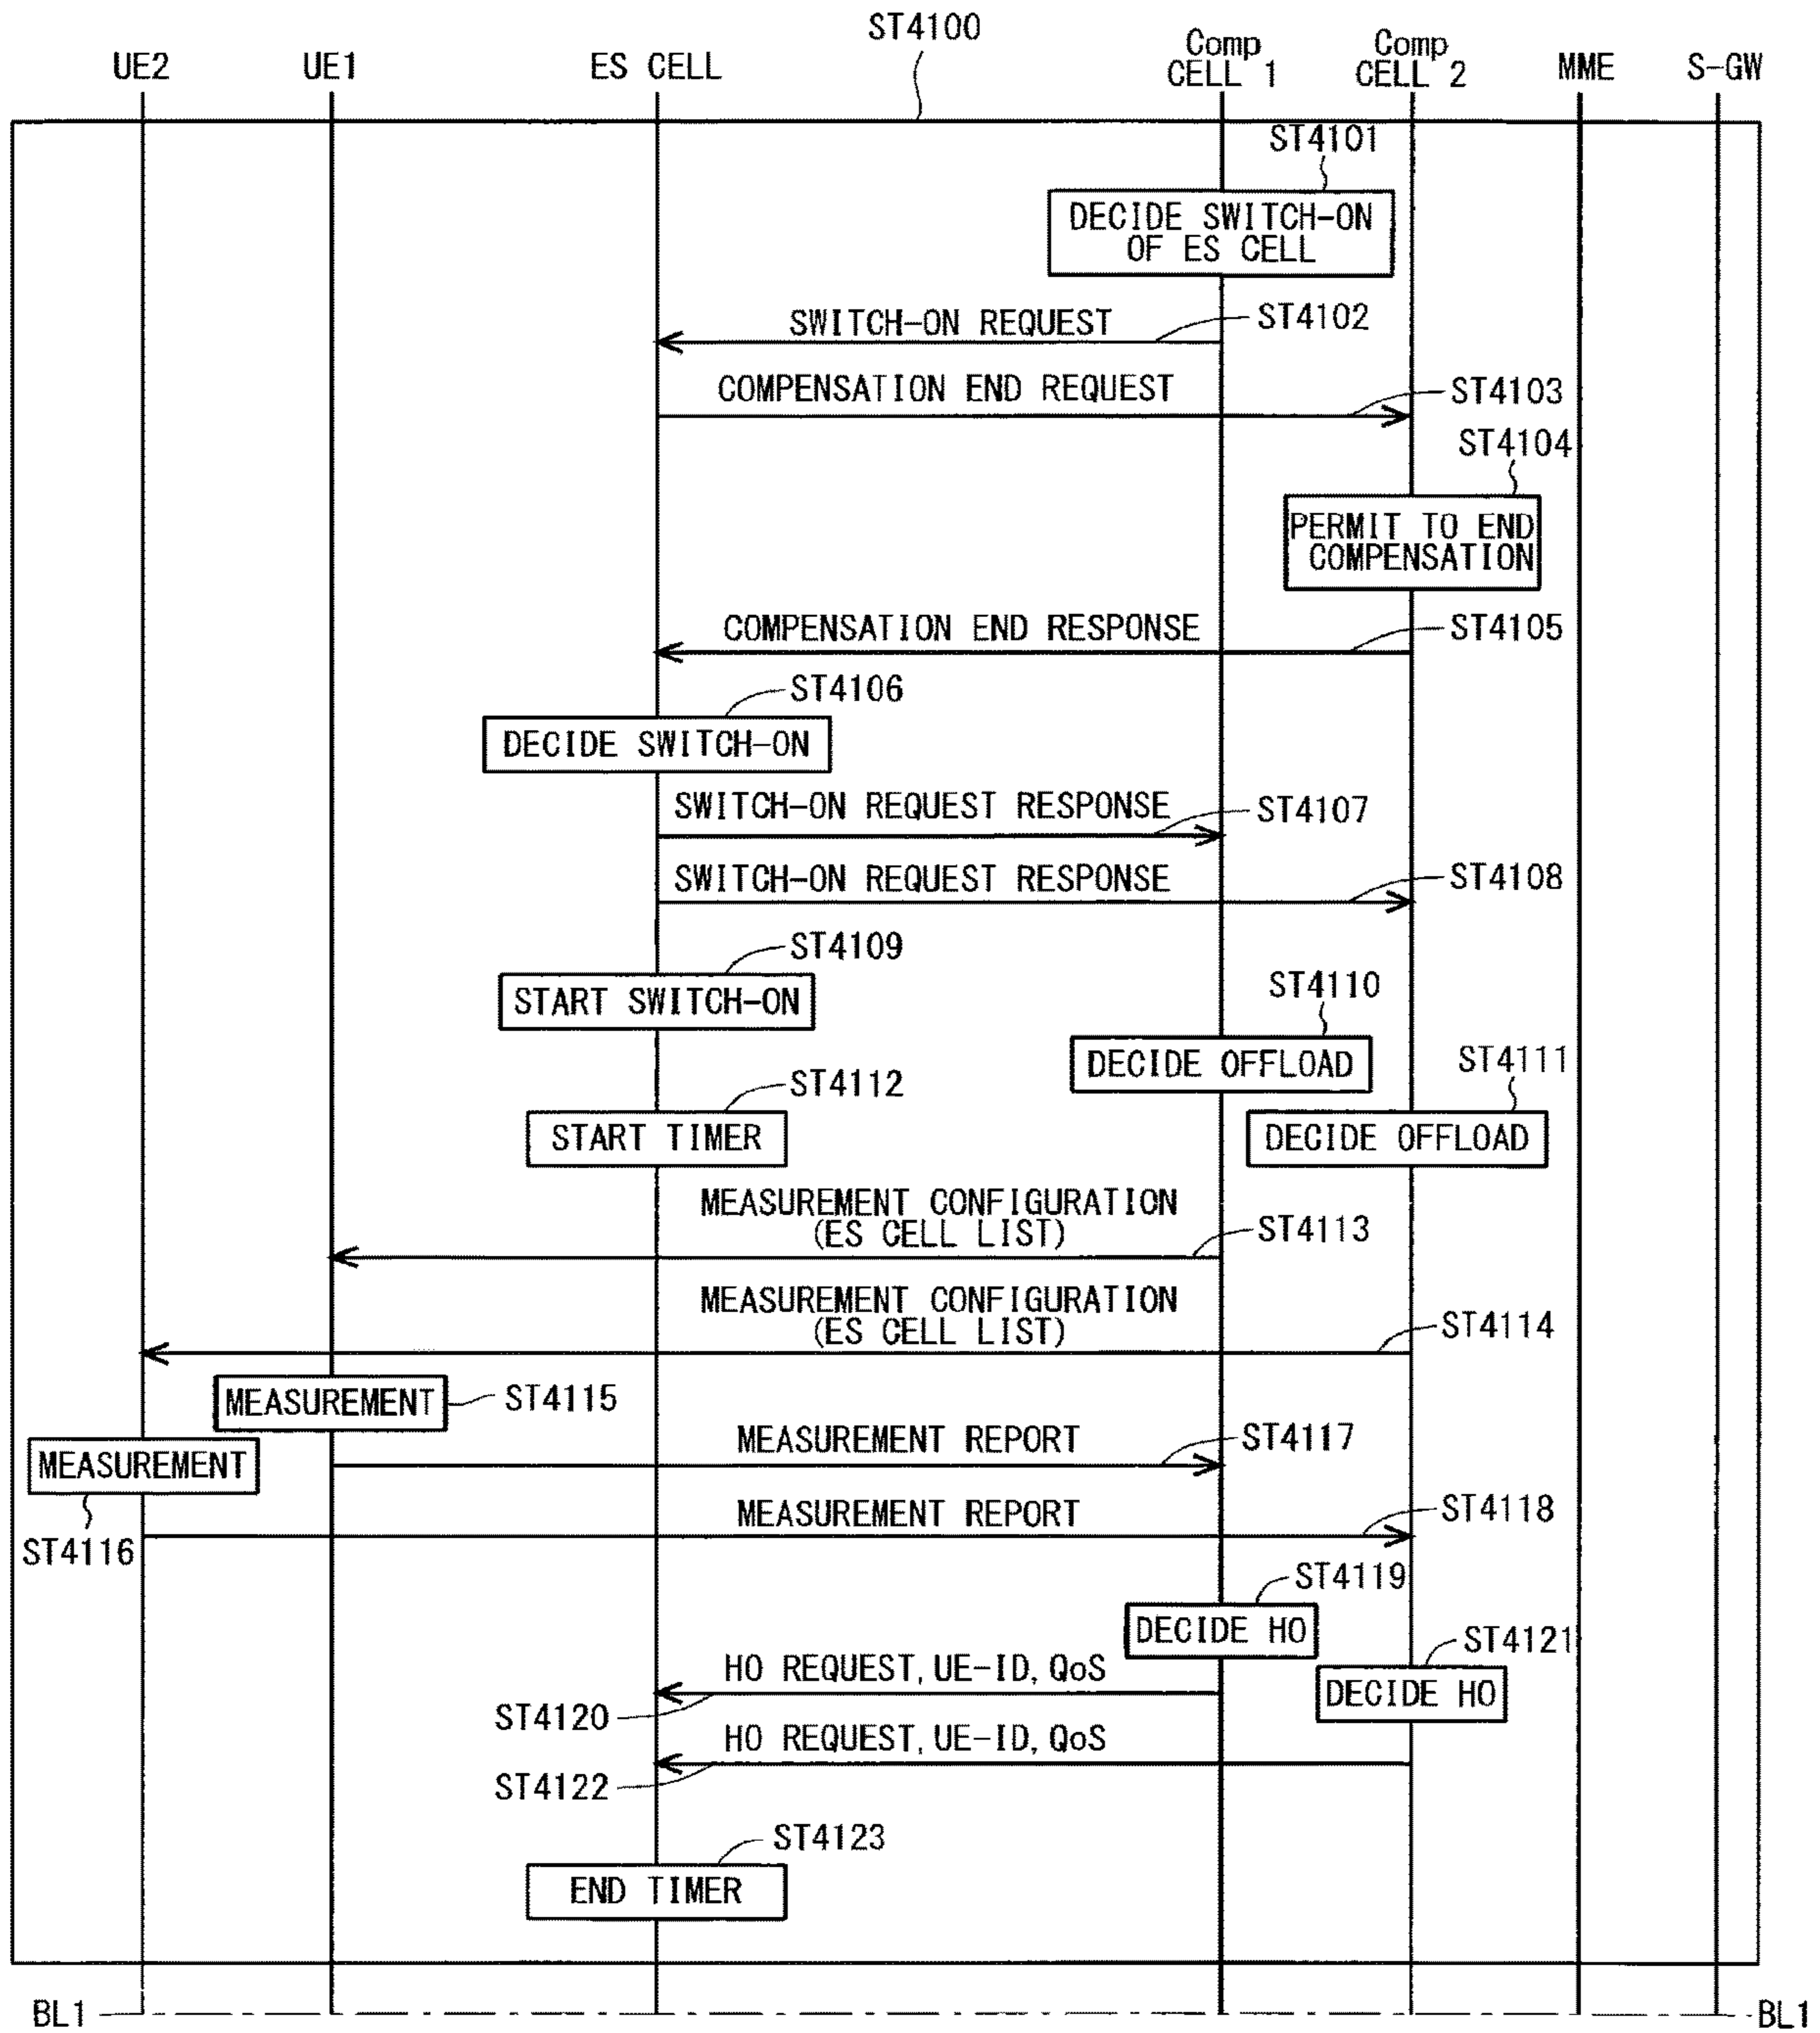 ST4100
UE2 UE1 ES CELL Comp CELL 1 Comp CELL 2 MME S-GW
ST4101
DECIDE SWITCH-ON
OF ES CELL
SWITCH-ON REQUEST ST4102
COMPENSATION END REQUEST ST4103
ST4104
PERMIT TO END
COMPENSATION
COMPENSATION END RESPONSE ST4105
ST4106
DECIDE SWITCH-ON
SWITCH-ON REQUEST RESPONSE ST4107
SWITCH-ON REQUEST RESPONSE ST4108
ST4109
START SWITCH-ON
ST4110
DECIDE OFFLOAD
ST4111
DECIDE OFFLOAD
ST4112
START TIMER
MEASUREMENT CONFIGURATION
(ES CELL LIST) ST4113
MEASUREMENT CONFIGURATION
(ES CELL LIST) ST4114
MEASUREMENT ST4115
MEASUREMENT REPORT ST4117
MEASUREMENT
ST4116
MEASUREMENT REPORT ST4118
ST4119
DECIDE HO
ST4121
DECIDE HO
HO REQUEST, UE-ID, QoS
ST4120
HO REQUEST, UE-ID, QoS
ST4122
ST4123
END TIMER
BL1 BL1